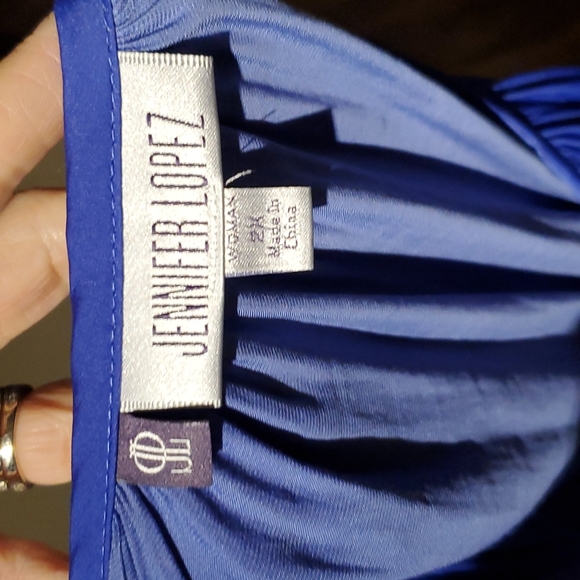 JENNIFER LOPEZ
WOMAN
2X
Made in
China
JL